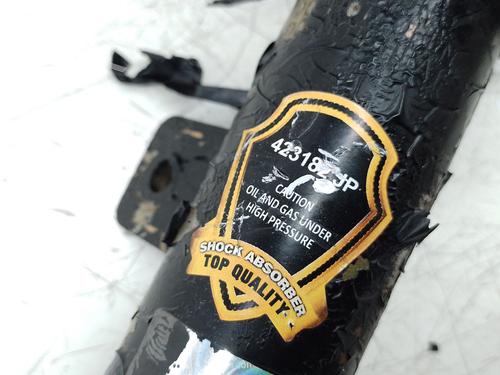 CAUTION
OIL AND GAS UNDER
HIGH PRESSURE
SHOCK ABSORBER
TOP QUALITY